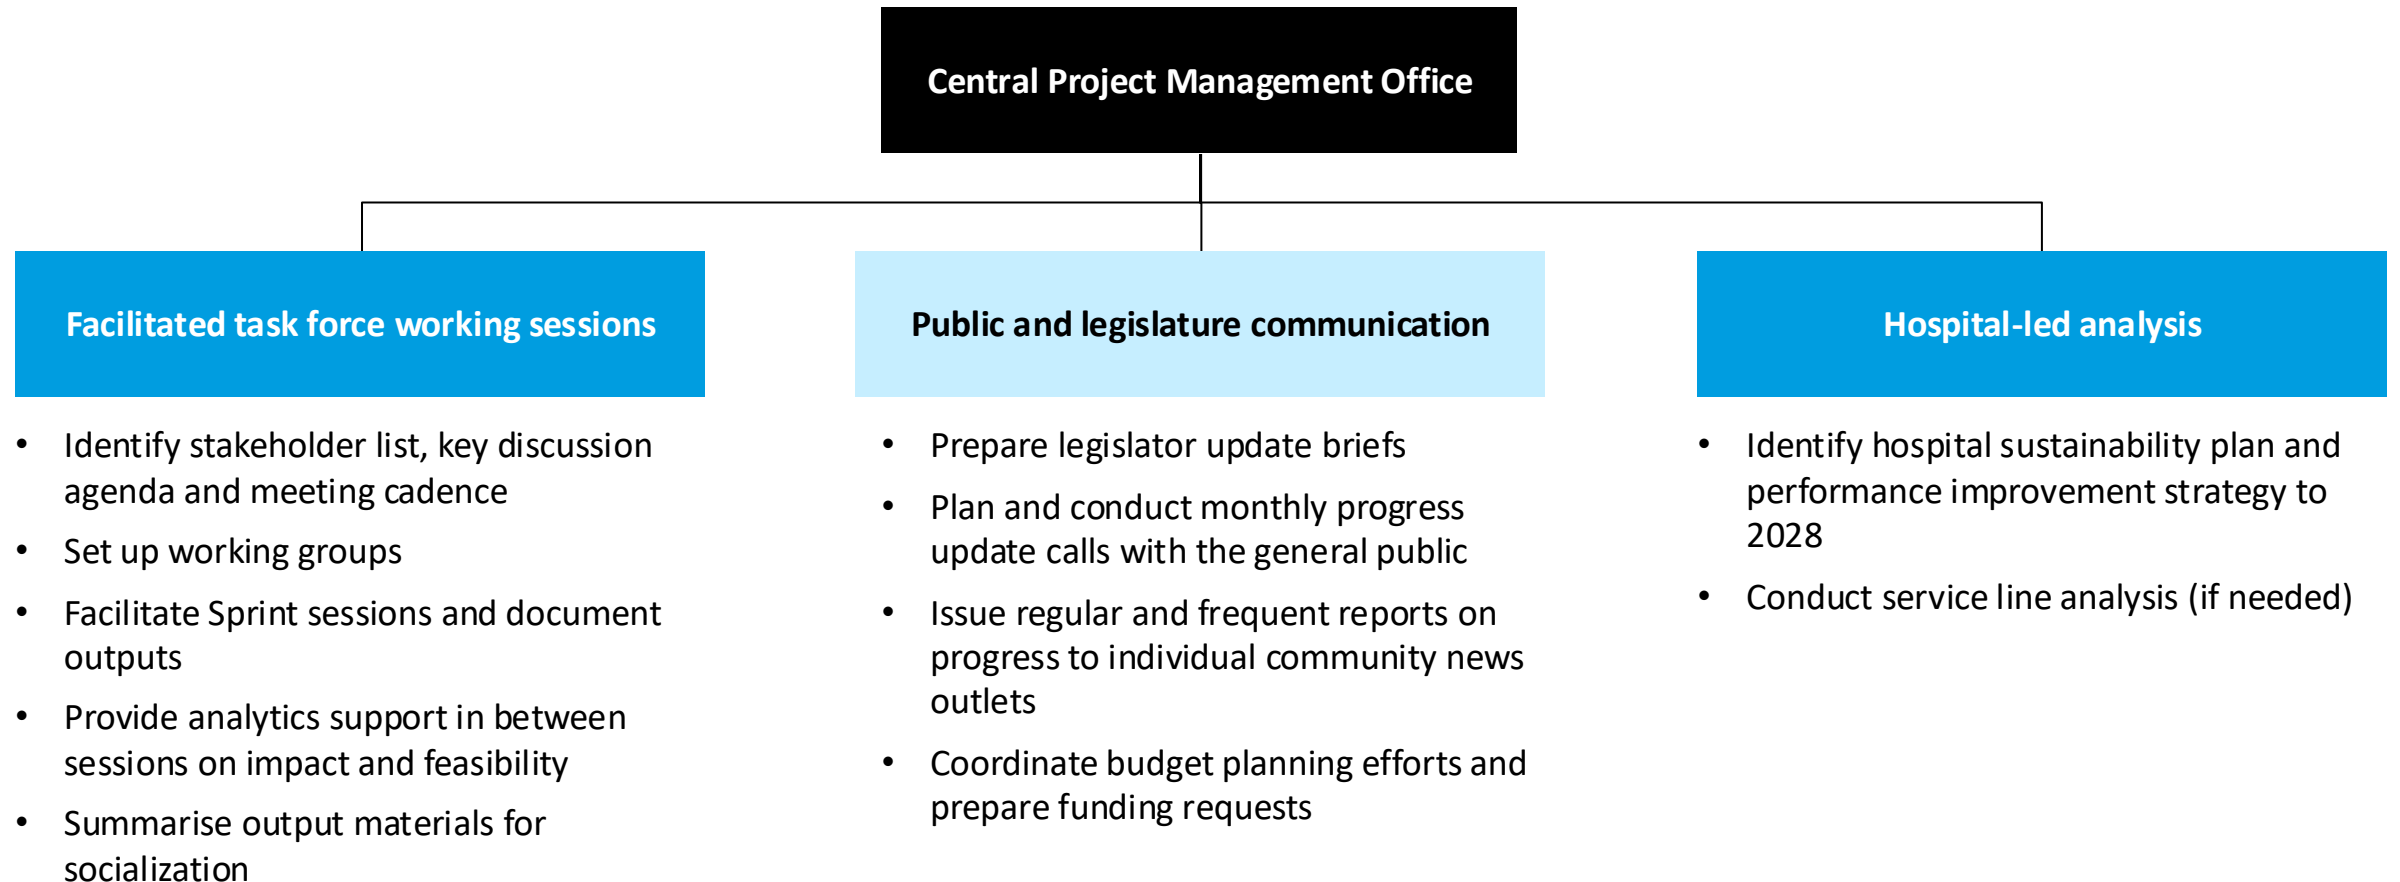 Central Project Management Office
Facilitated task force working sessions
• Identify stakeholder list, key discussion
agenda and meeting cadence
• Set up working groups
• Facilitate Sprint sessions and document
outputs
• Provide analytics support in between
sessions on impact and feasibility
• Summarise output materials for
socialization
Public and legislature communication
• Prepare legislator update briefs
• Plan and conduct monthly progress
update calls with the general public
• Issue regular and frequent reports on
progress to individual community news
outlets
• Coordinate budget planning efforts and
prepare funding requests
Hospital-led analysis
• Identify hospital sustainability plan and
performance improvement strategy to
2028
• Conduct service line analysis (if needed)